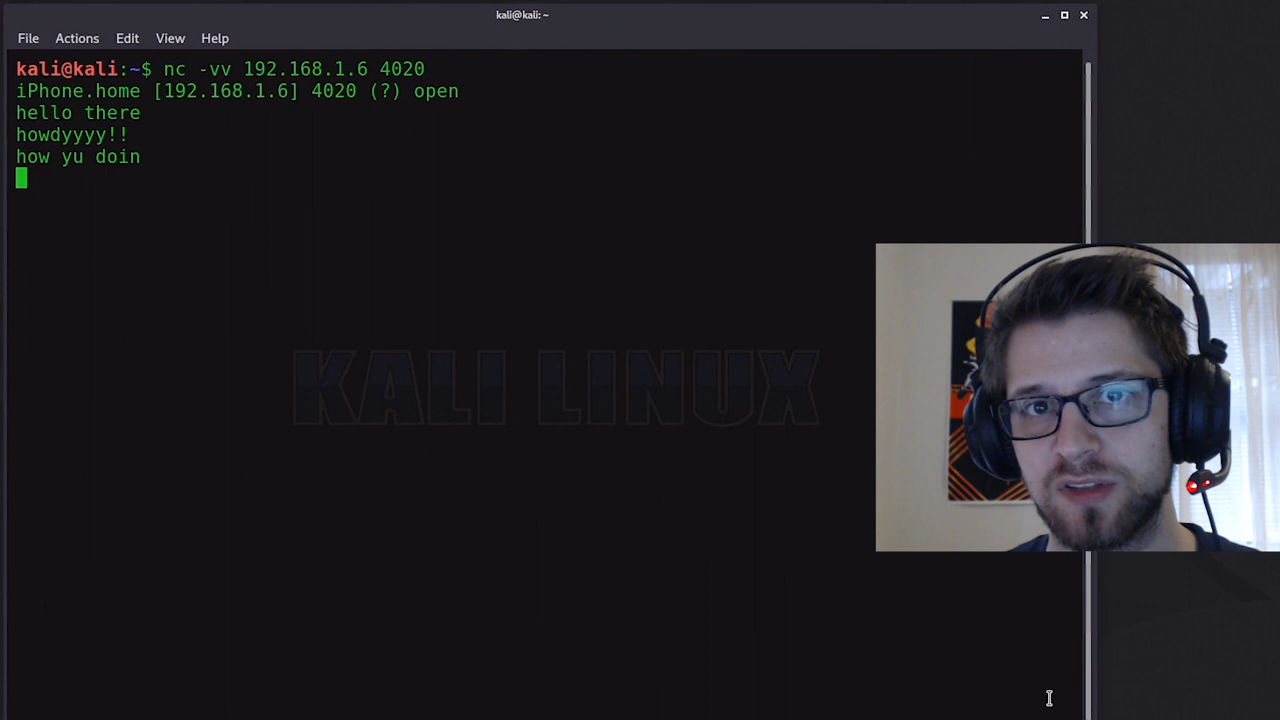 kali@kali: ~
File Actions Edit View Help
kali@kali:~$ nc -vv 192.168.1.6 4020
iPhone.home [192.168.1.6] 4020 (?) open
hello there
howdyyyy!!
how yu doin
KALI LINUX